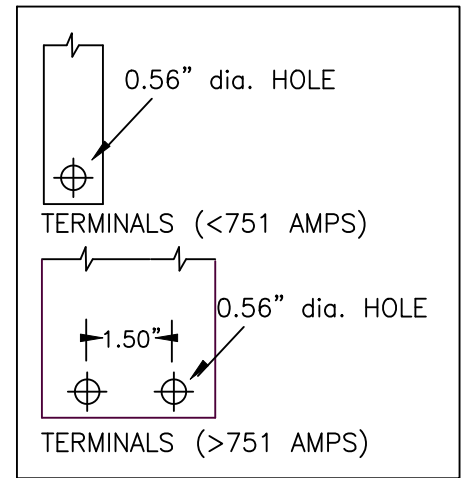 0.56” dia. HOLE
TERMINALS (<751 AMPS)
0.56” dia. HOLE
1.50”
TERMINALS (>751 AMPS)